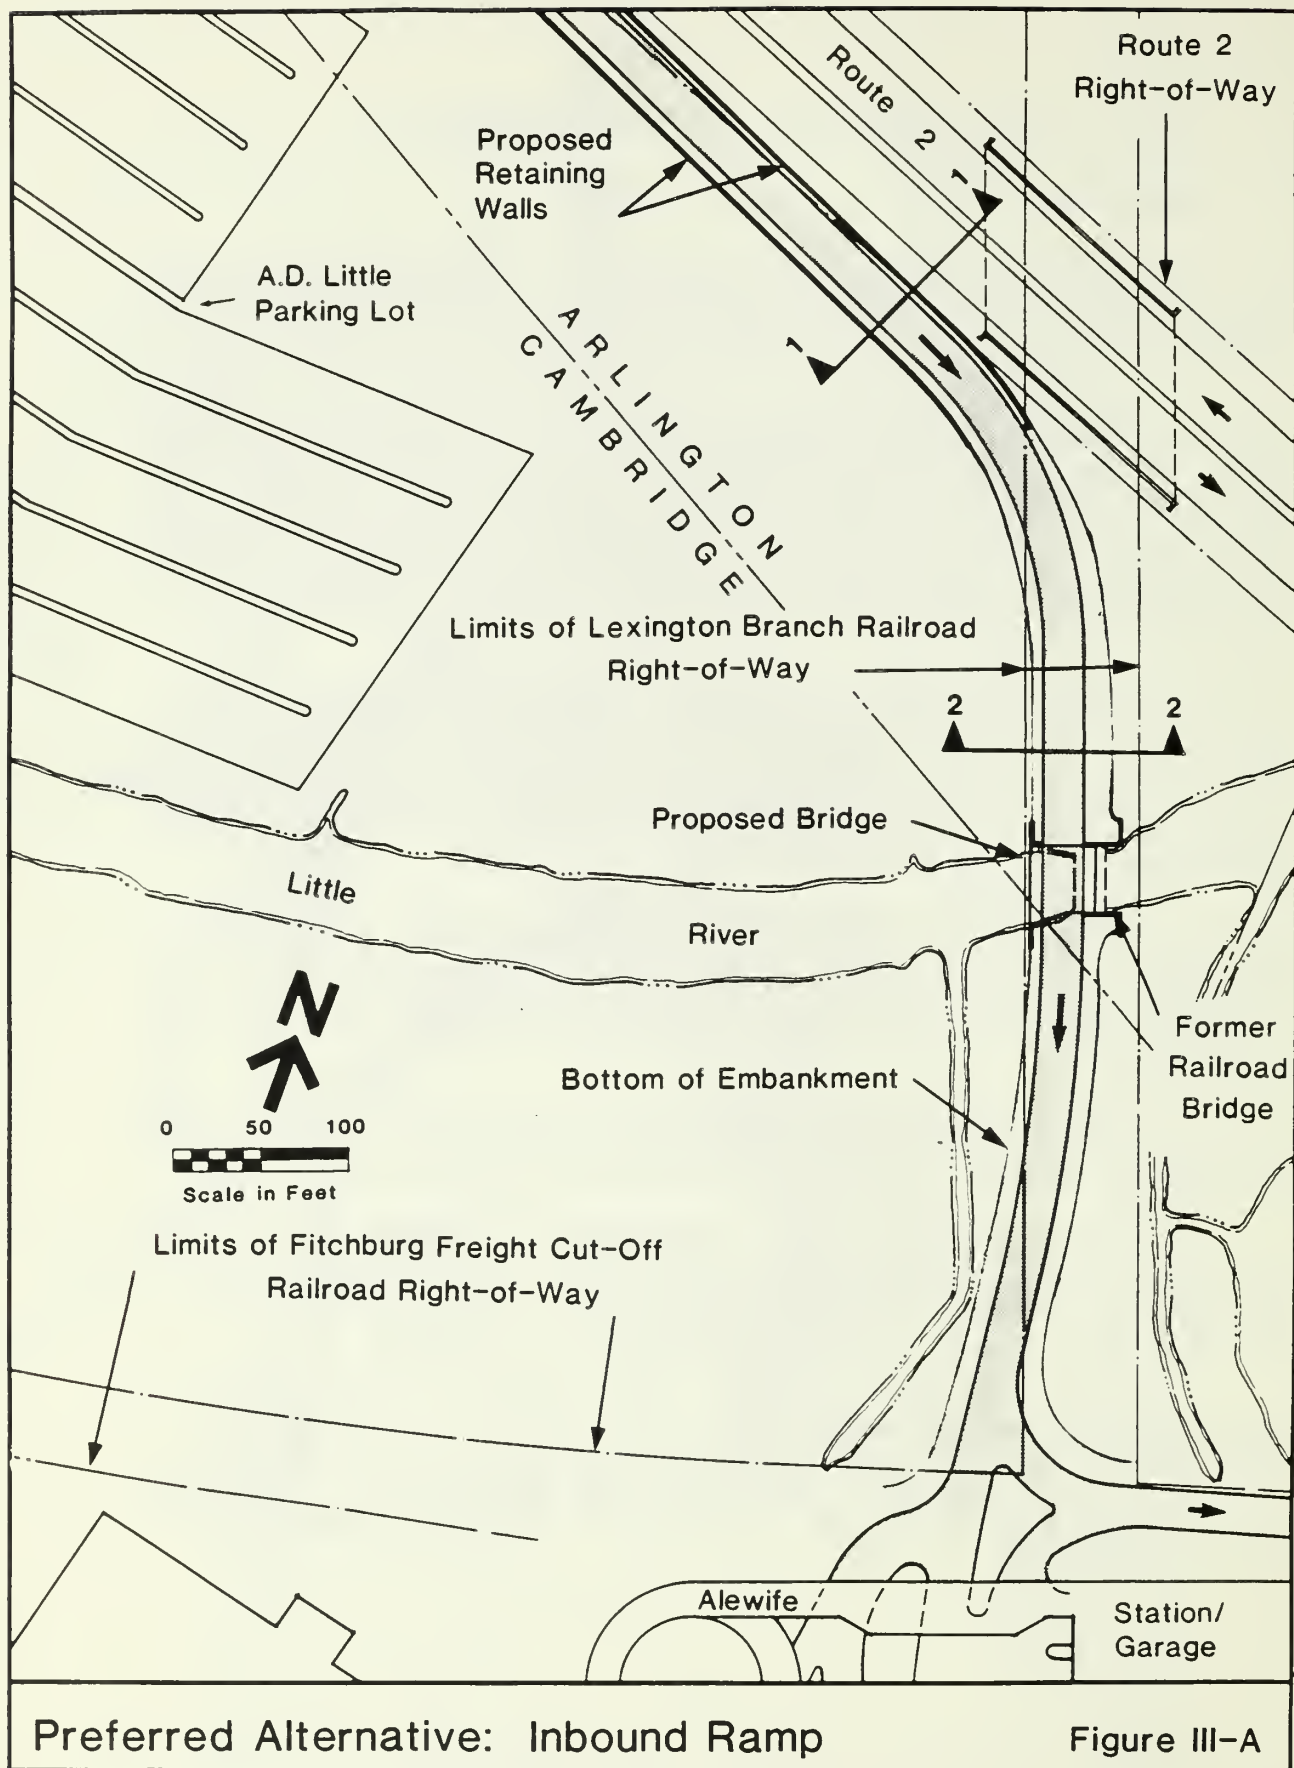 Route 2
Right-of-Way
Route 2
Proposed
Retaining
Walls
1
1
A.D. Little
Parking Lot
ARLINGTON
CAMBRIDGE
Limits of Lexington Branch Railroad
Right-of-Way
2
2
Proposed Bridge
Little
River
N
Former
Railroad
Bridge
Bottom of Embankment
0 50 100
Scale in Feet
Limits of Fitchburg Freight Cut-Off
Railroad Right-of-Way
Alewife
Station/
Garage
Preferred Alternative: Inbound Ramp
Figure III-A